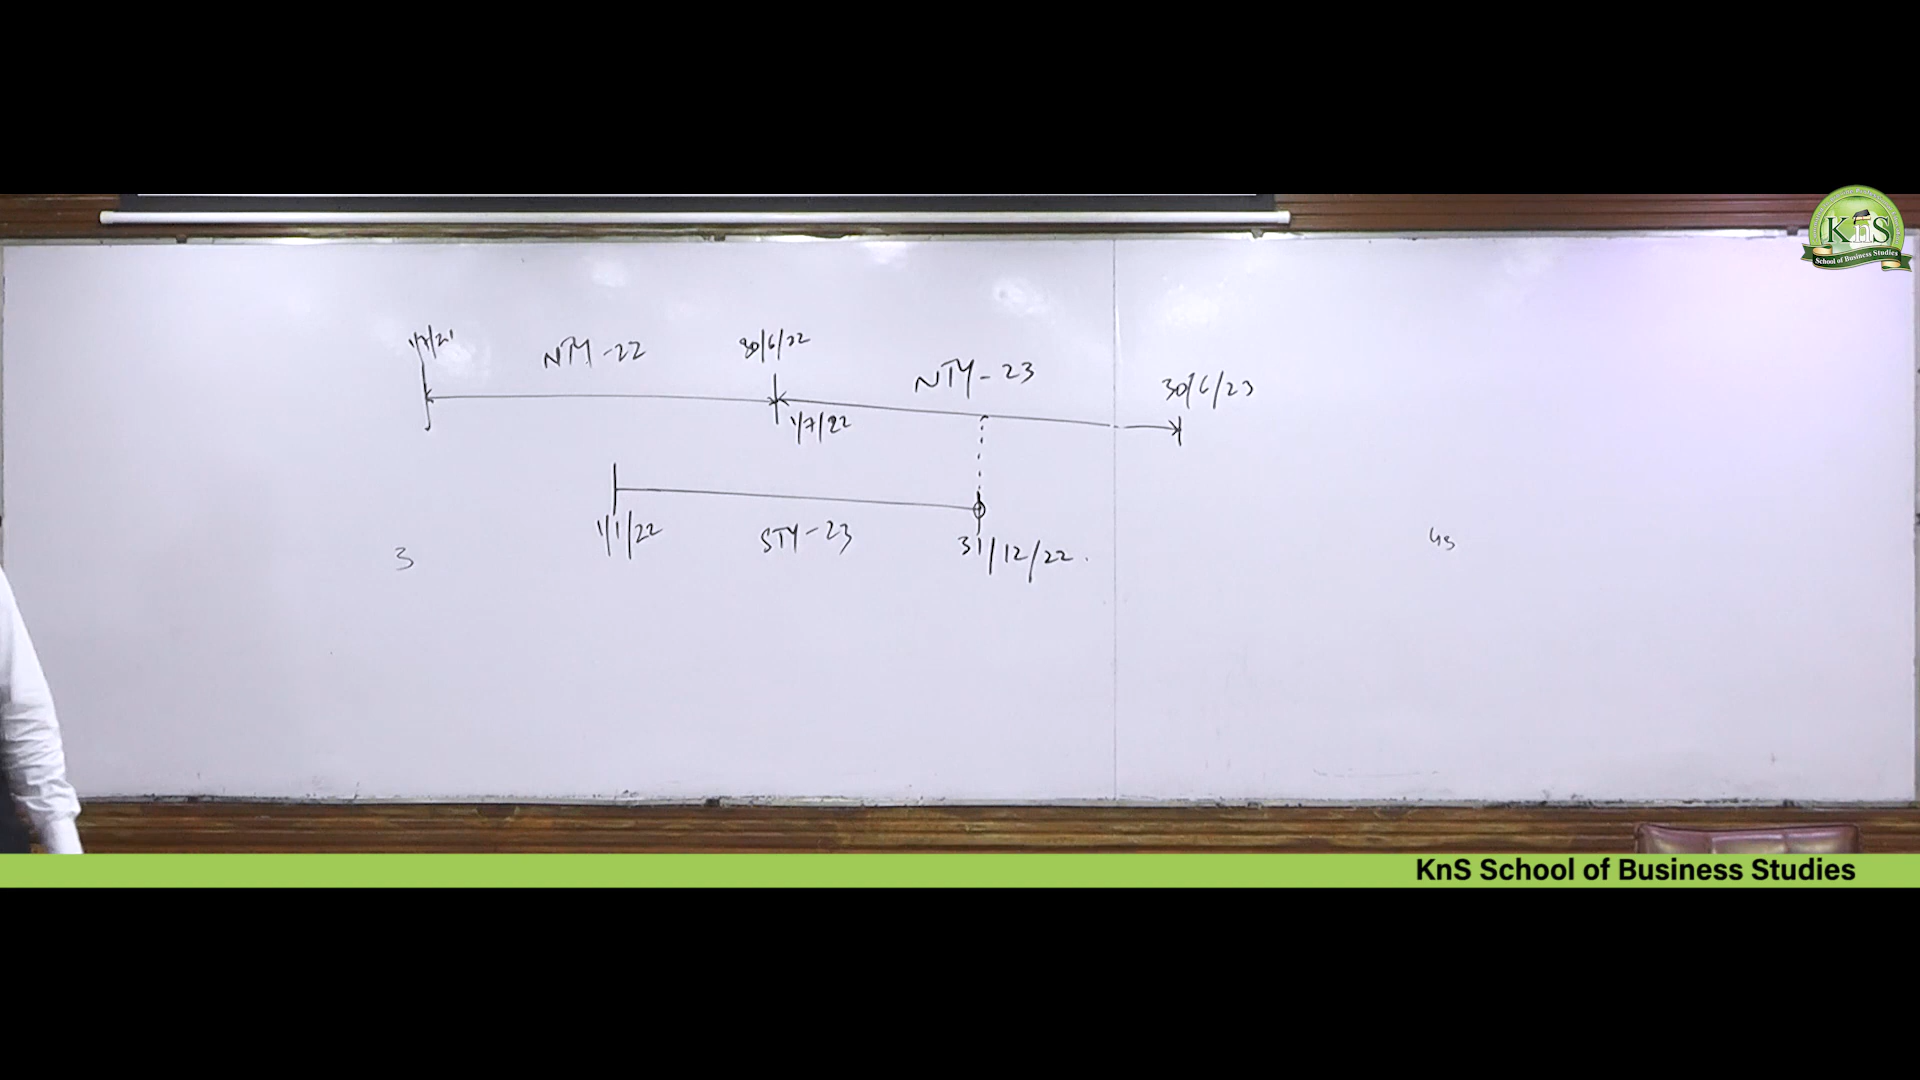 1/7/21 NTY-22 30/6/22 NTY-23 30/6/23
1/7/22
1/1/22 STY-23 31/12/22.
3
43
KnS
School of Business Studies
KnS School of Business Studies